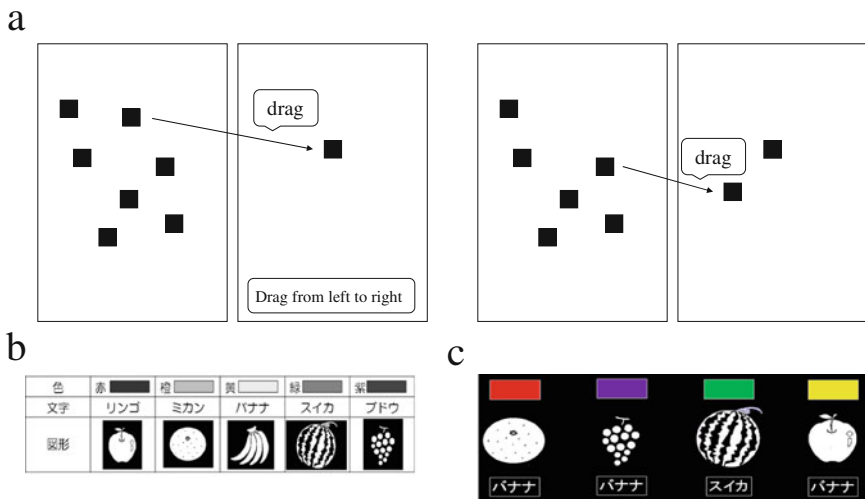 a
drag
Drag from left to right
drag
b
色 赤 橙 黄 緑 紫
文字 リンゴ ミカン バナナ スイカ ブドウ
図形
c
バナナ バナナ スイカ バナナ